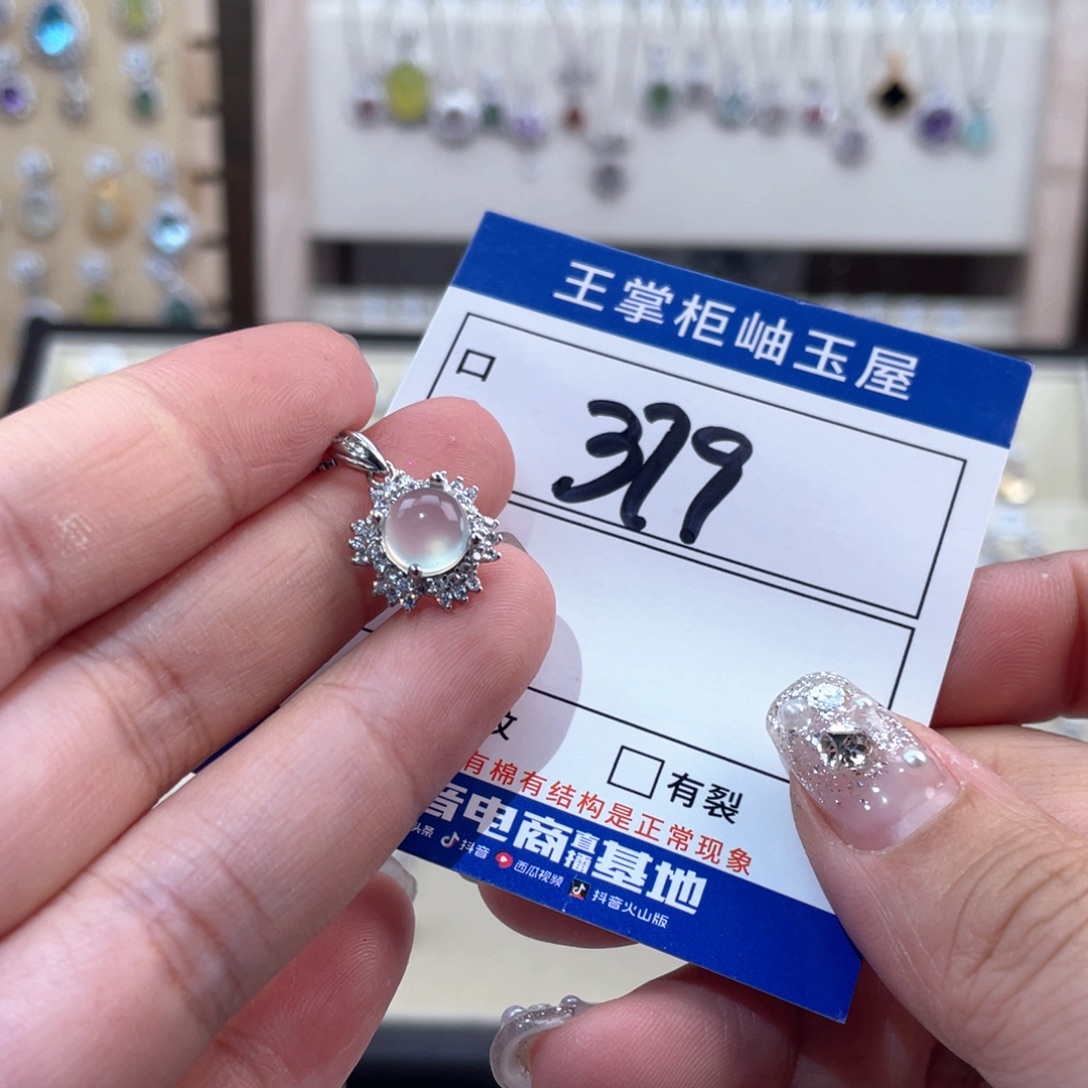 王掌柜岫玉屋
口
379
有裂
有棉有结构是正常现象
音电商直播基地
头条 抖音 西瓜视频 抖音火山版